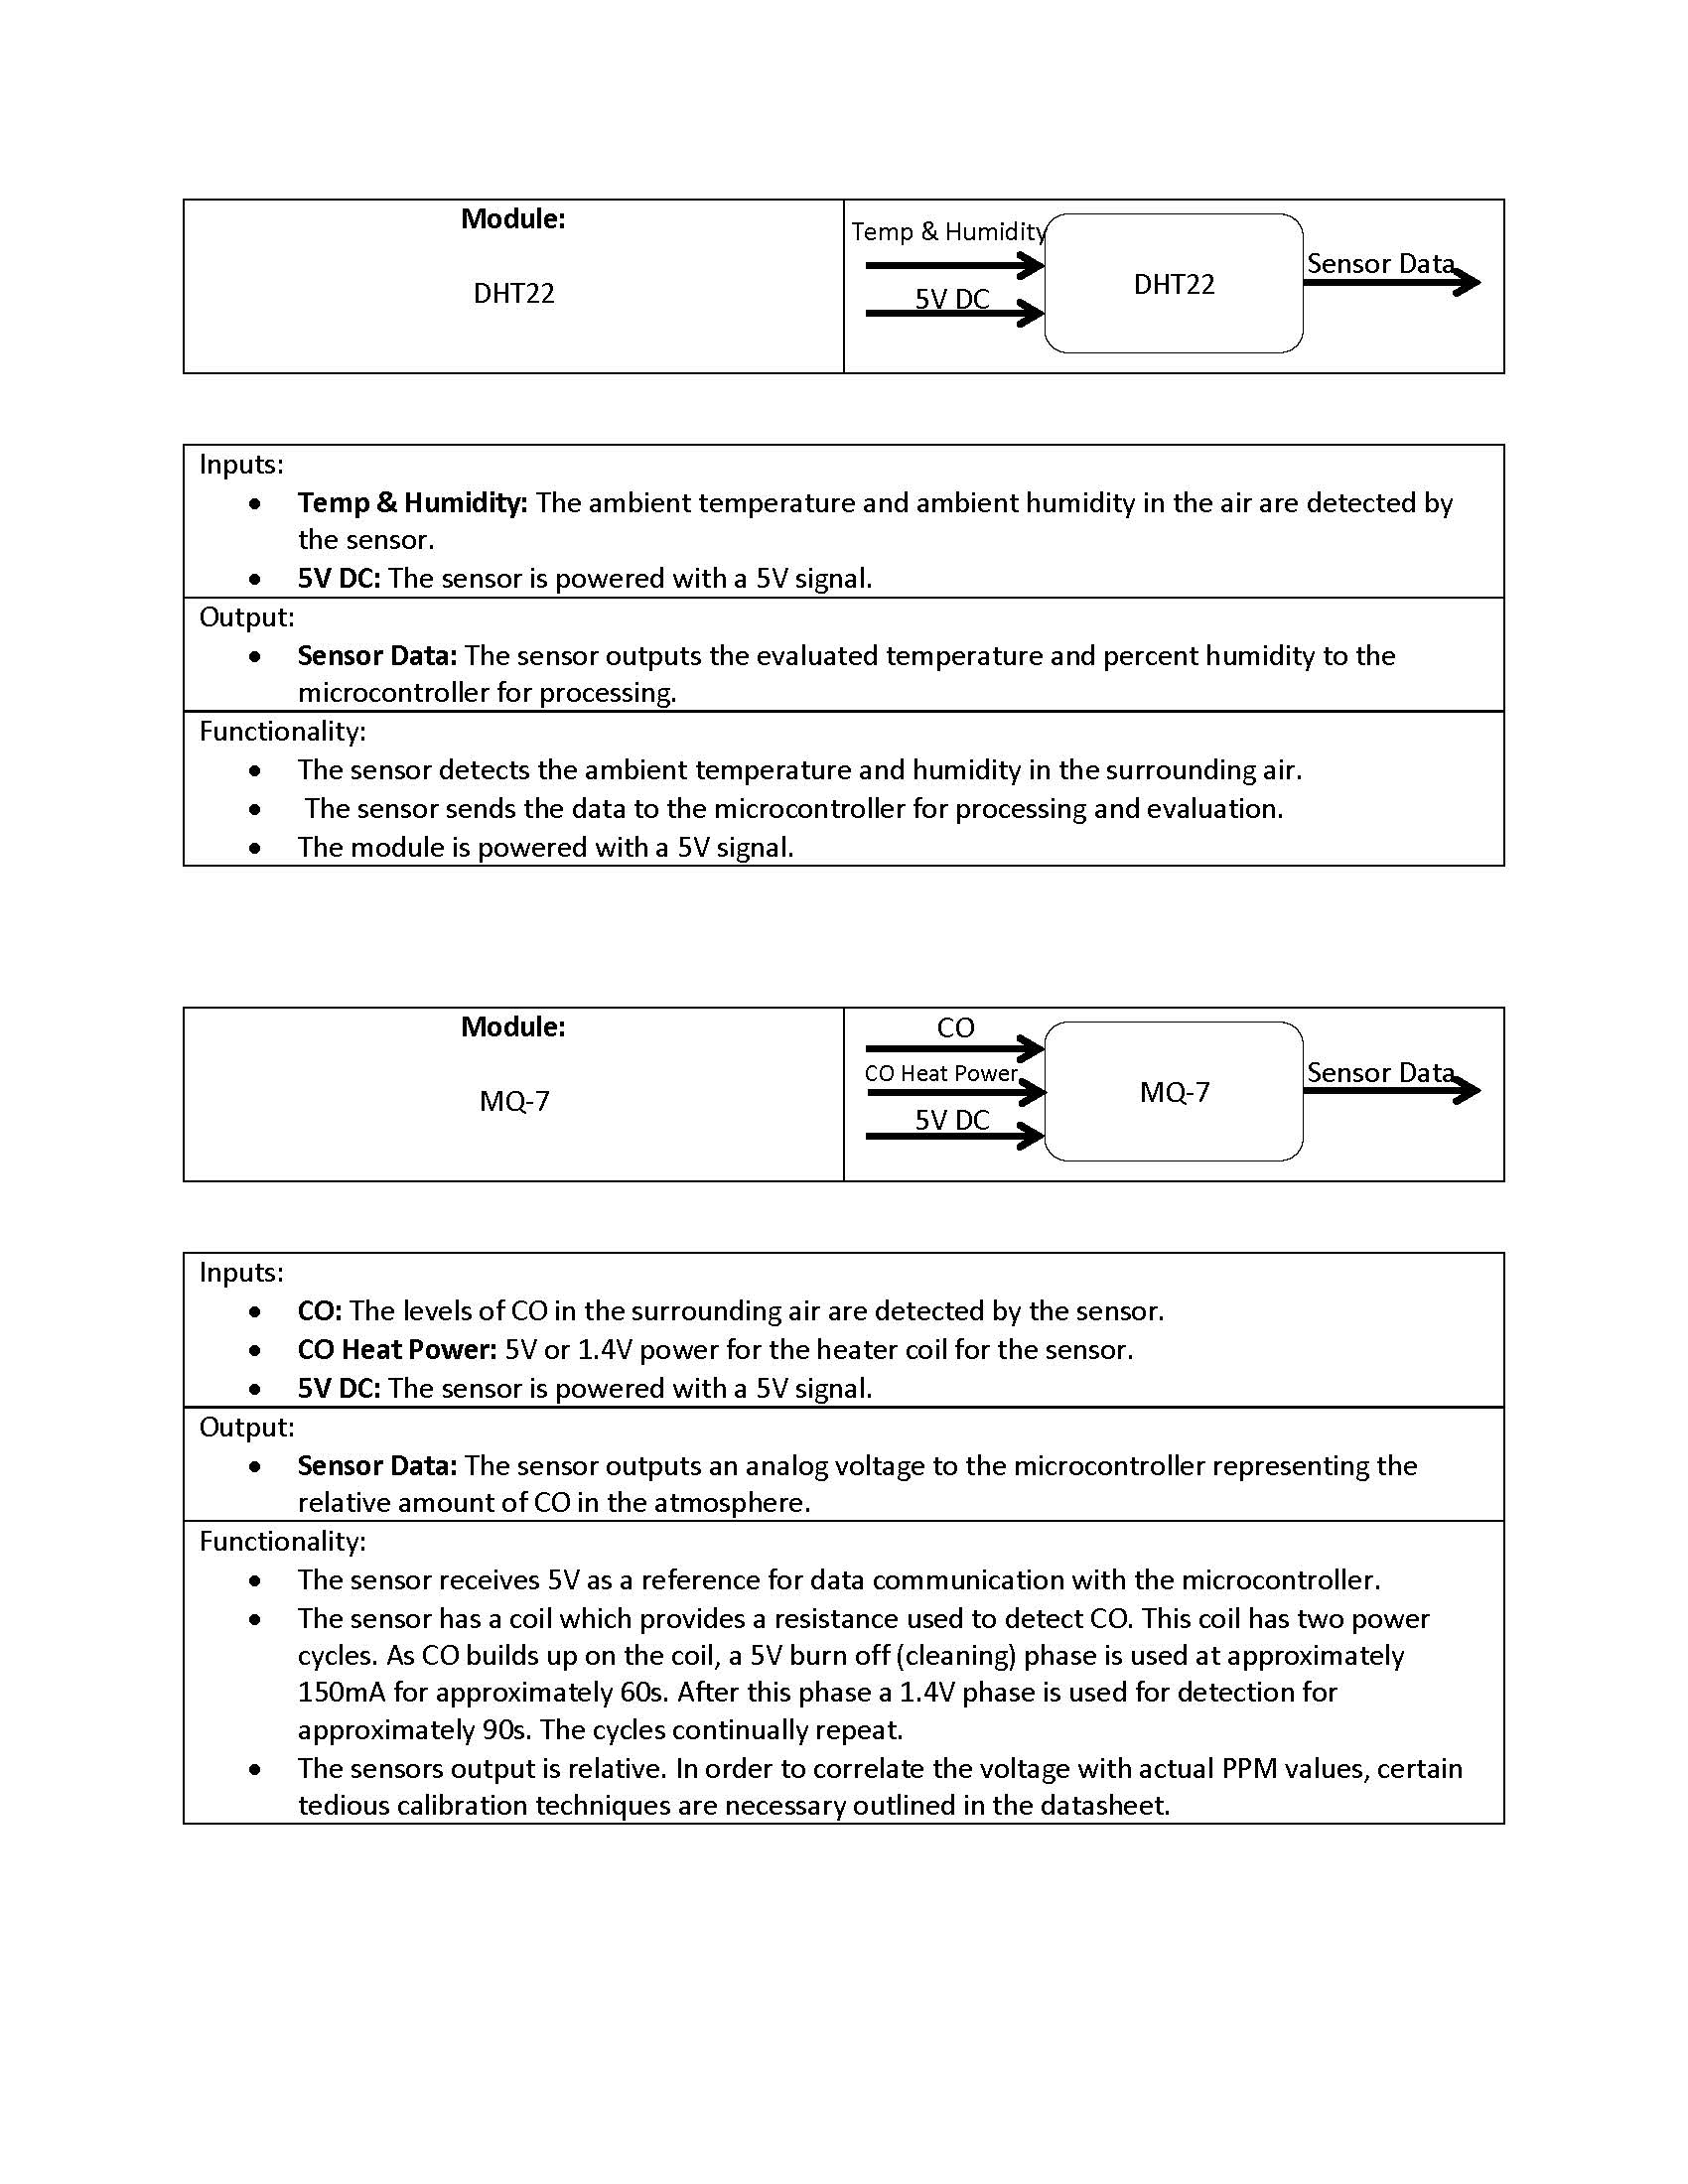 Module:
DHT22
Temp & Humidity
5V DC
DHT22
Sensor Data
Inputs:
• Temp & Humidity: The ambient temperature and ambient humidity in the air are detected by
the sensor.
• 5V DC: The sensor is powered with a 5V signal.
Output:
• Sensor Data: The sensor outputs the evaluated temperature and percent humidity to the
microcontroller for processing.
Functionality:
• The sensor detects the ambient temperature and humidity in the surrounding air.
• The sensor sends the data to the microcontroller for processing and evaluation.
• The module is powered with a 5V signal.
Module:
MQ-7
CO
CO Heat Power
5V DC
MQ-7
Sensor Data
Inputs:
• CO: The levels of CO in the surrounding air are detected by the sensor.
• CO Heat Power: 5V or 1.4V power for the heater coil for the sensor.
• 5V DC: The sensor is powered with a 5V signal.
Output:
• Sensor Data: The sensor outputs an analog voltage to the microcontroller representing the
relative amount of CO in the atmosphere.
Functionality:
• The sensor receives 5V as a reference for data communication with the microcontroller.
• The sensor has a coil which provides a resistance used to detect CO. This coil has two power
cycles. As CO builds up on the coil, a 5V burn off (cleaning) phase is used at approximately
150mA for approximately 60s. After this phase a 1.4V phase is used for detection for
approximately 90s. The cycles continually repeat.
• The sensors output is relative. In order to correlate the voltage with actual PPM values, certain
tedious calibration techniques are necessary outlined in the datasheet.